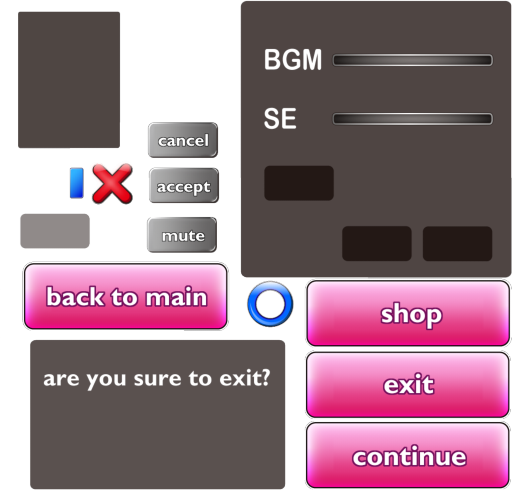 BGM
SE
cancel
accept
mute
back to main
shop
are you sure to exit?
exit
continue